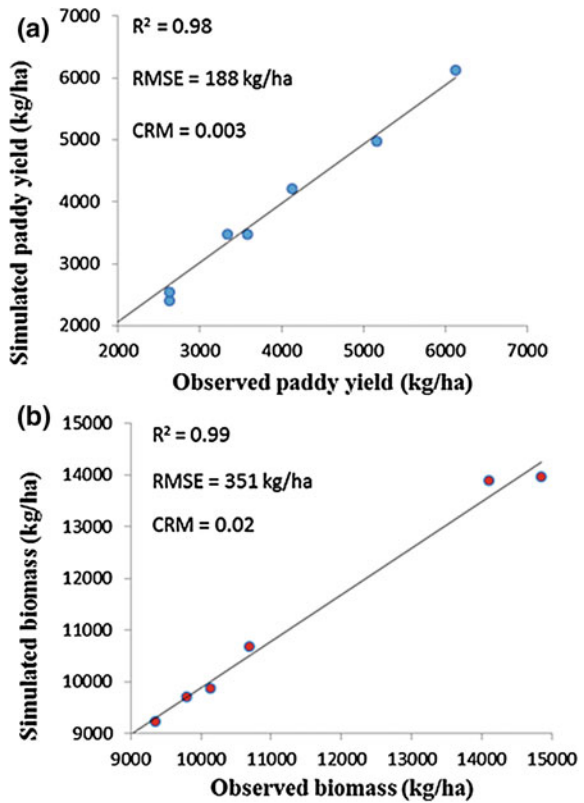 (a)
R² = 0.98
RMSE = 188 kg/ha
CRM = 0.003
Simulated paddy yield (kg/ha)
7000
6000
5000
4000
3000
2000
2000 3000 4000 5000 6000 7000
Observed paddy yield (kg/ha)
(b)
R² = 0.99
RMSE = 351 kg/ha
CRM = 0.02
Simulated biomass (kg/ha)
15000
14000
13000
12000
11000
10000
9000
9000 10000 11000 12000 13000 14000 15000
Observed biomass (kg/ha)